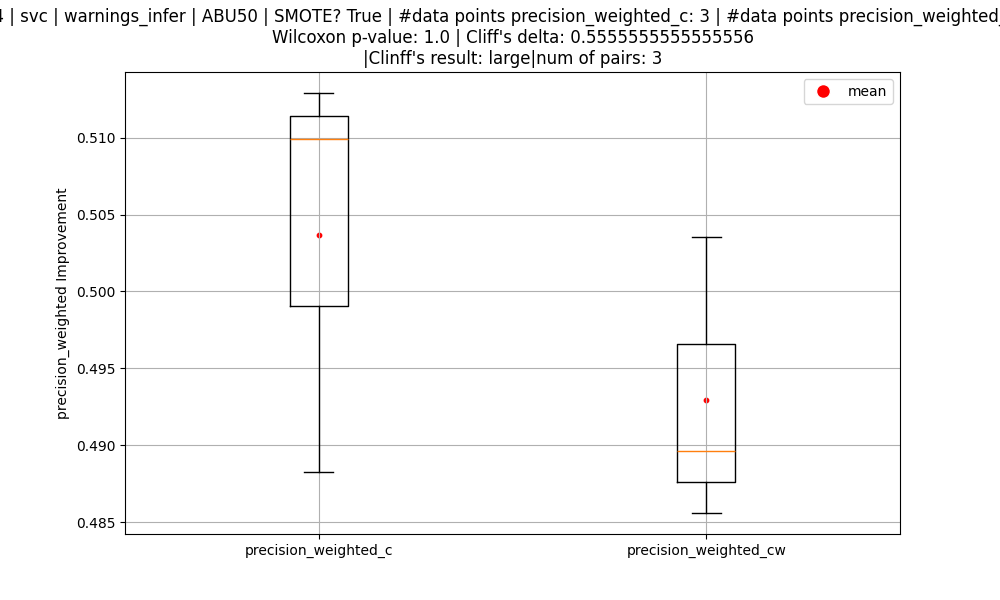 4 | svc | warnings_infer | ABU50 | SMOTE? True | #data points precision_weighted_c: 3 | #data points precision_weighted_
Wilcoxon p-value: 1.0 | Cliff's delta: 0.5555555555555556
|Clinff's result: large|num of pairs: 3
mean
0.510
0.505
0.500
0.495
0.490
0.485
precision_weighted Improvement
precision_weighted_c precision_weighted_cw